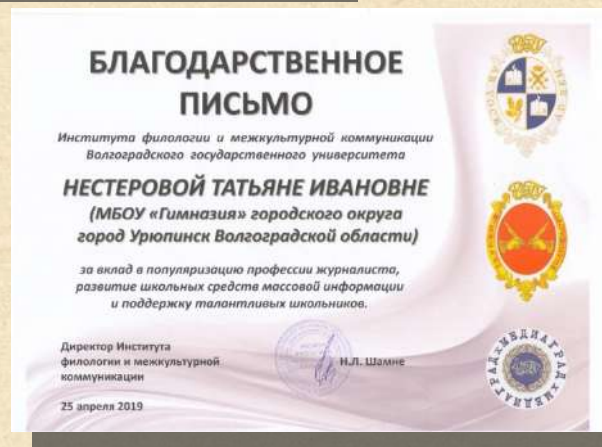 БЛАГОДАРСТВЕННОЕ
ПИСЬМО
Института филологии и межкультурной коммуникации
Волгоградского государственного университета
НЕСТЕРОВОЙ ТАТЬЯНЕ ИВАНОВНЕ
(МБОУ «Гимназия» городского округа
город Урюпинск Волгоградской области)
за вклад в популяризацию профессии журналиста,
развитие школьных средств массовой информации
и поддержку талантливых школьников.
Директор Института
филологии и межкультурной
коммуникации
Н.Л. Шамне
25 апреля 2019
МЕДИАГРАД